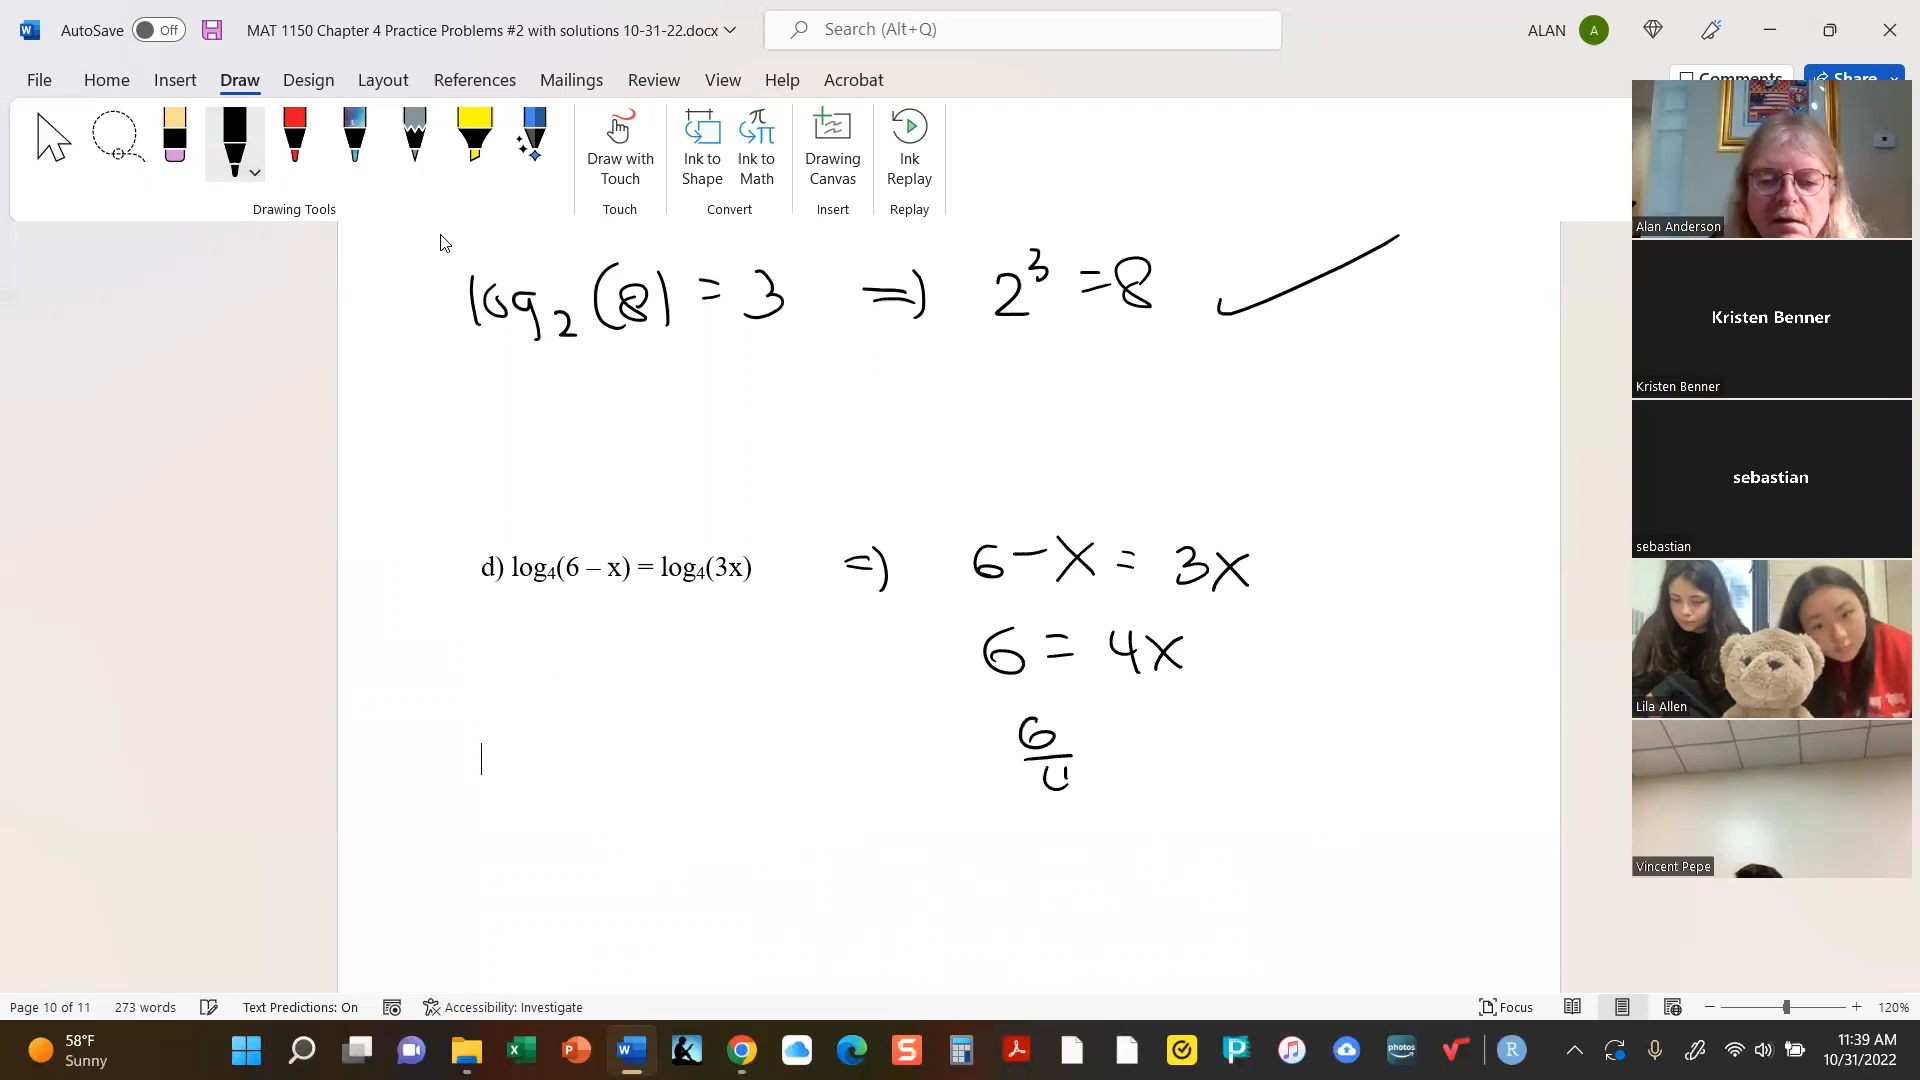 AutoSave Off MAT 1150 Chapter 4 Practice Problems #2 with solutions 10-31-22.docx Search (Alt+Q) ALAN A
File Home Insert Draw Design Layout References Mailings Review View Help Acrobat Comments Share
Draw with Touch
Ink to Shape
Ink to Math
Drawing Canvas
Ink Replay
Drawing Tools Touch Convert Insert Replay
log₂(8) = 3 ⇒ 2³ = 8 ✓
d) log₄(6 – x) = log₄(3x) ⇒ 6 – x = 3x
6 = 4x
6/4
Alan Anderson
Kristen Benner
Kristen Benner
sebastian
sebastian
Lila Allen
Vincent Pepe
Page 10 of 11 273 words Text Predictions: On Accessibility: Investigate Focus 120%
58°F
Sunny
photos
R
11:39 AM
10/31/2022